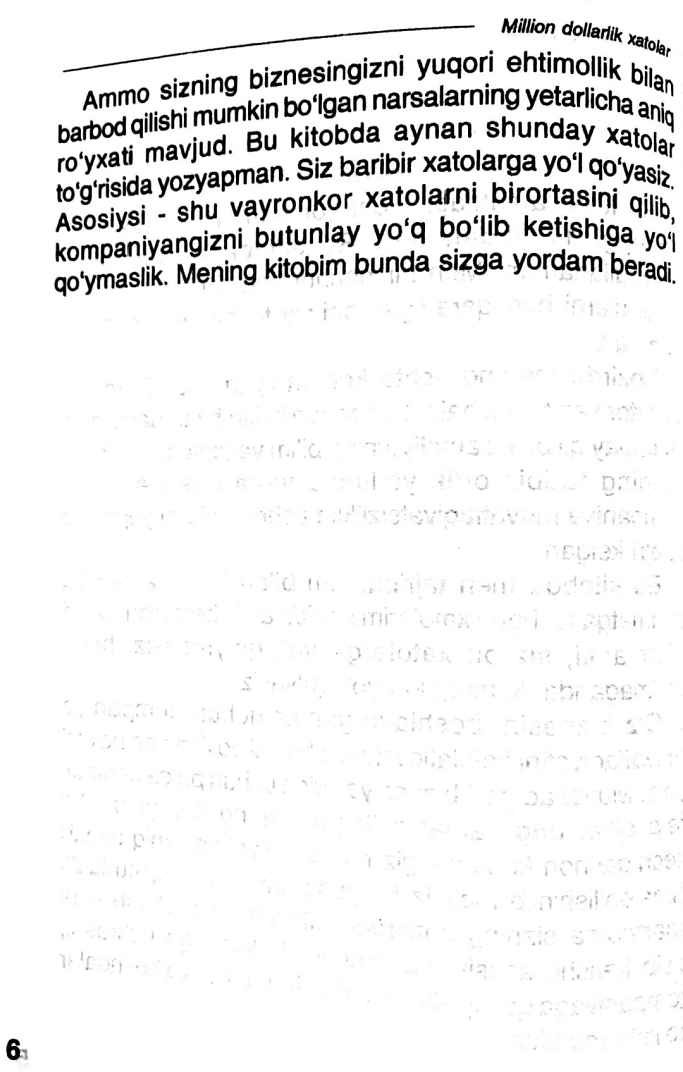 Million dollarlik xatolar
Ammo sizning biznesingizni yuqori ehtimollik bilan
barbod qilishi mumkin bo'lgan narsalarning yetarlicha aniq
ro'yxati mavjud. Bu kitobda aynan shunday xatolar
to'g'risida yozyapman. Siz baribir xatolarga yo'l qo'yasiz.
Asosiysi - shu vayronkor xatolarni birortasini qilib,
kompaniyangizni butunlay yo'q bo'lib ketishiga yo'l
qo'ymaslik. Mening kitobim bunda sizga yordam beradi.
6